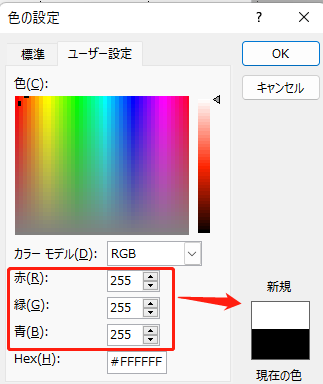 色の設定
? ×
標準 ユーザー設定
OK
キャンセル
色(C):
カラー モデル(D): RGB
赤(R): 255
緑(G): 255
青(B): 255
Hex(H): #FFFFFF
新規
現在の色